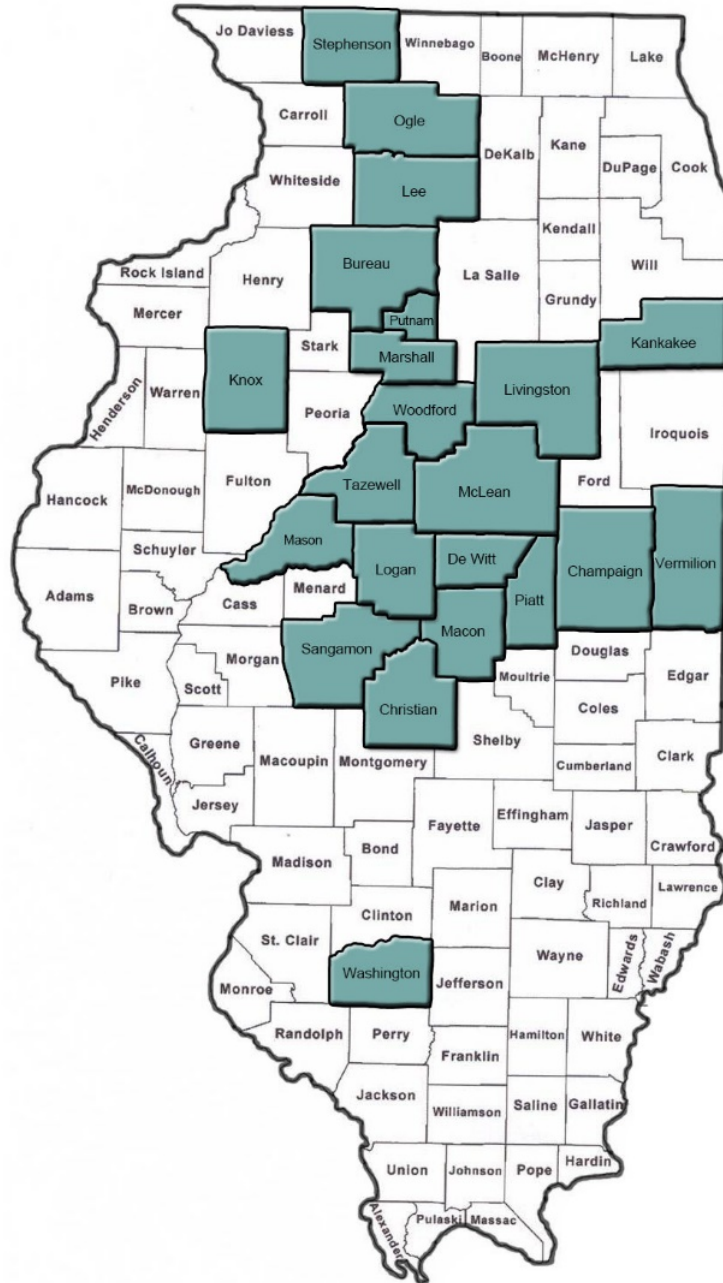 Jo Daviess
Stephenson
Winnebago
Boone
McHenry
Lake
Carroll
Ogle
DeKalb
Kane
DuPage
Cook
Whiteside
Lee
Kendall
Will
Rock Island
Henry
Bureau
La Salle
Grundy
Mercer
Putnam
Kankakee
Stark
Marshall
Henderson
Warren
Knox
Peoria
Woodford
Livingston
Iroquois
Hancock
McDonough
Fulton
Tazewell
McLean
Ford
Schuyler
Mason
Adams
Brown
Cass
Menard
Logan
De Witt
Piatt
Champaign
Vermilion
Pike
Scott
Morgan
Sangamon
Macon
Moultrie
Douglas
Edgar
Christian
Coles
Calhoun
Greene
Macoupin
Montgomery
Shelby
Cumberland
Clark
Jersey
Madison
Bond
Fayette
Effingham
Jasper
Crawford
Clinton
Marion
Clay
Richland
Lawrence
St. Clair
Washington
Wayne
Edwards
Wabash
Monroe
Jefferson
Randolph
Perry
Franklin
Hamilton
White
Jackson
Williamson
Saline
Gallatin
Union
Johnson
Pope
Hardin
Alexander
Pulaski
Massac